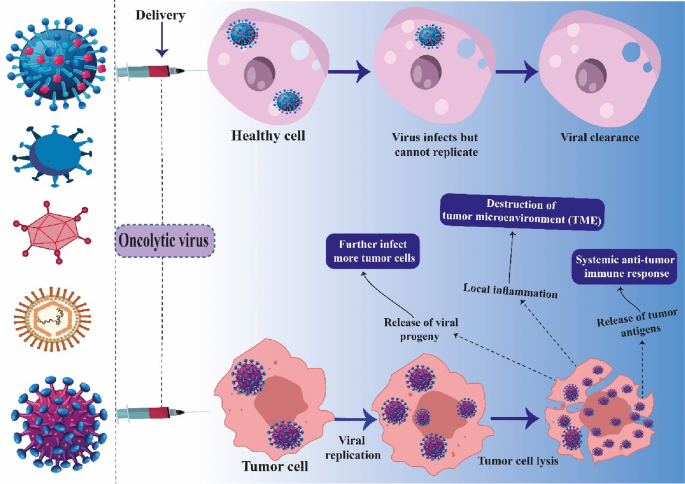 Delivery
Healthy cell
Virus infects but
cannot replicate
Viral clearance
Oncolytic virus
Destruction of
tumor microenvironment (TME)
Further infect
more tumor cells
Systemic anti-tumor
immune response
Local inflammation
Release of viral
progeny
Release of tumor
antigens
Tumor cell
Viral
replication
Tumor cell lysis